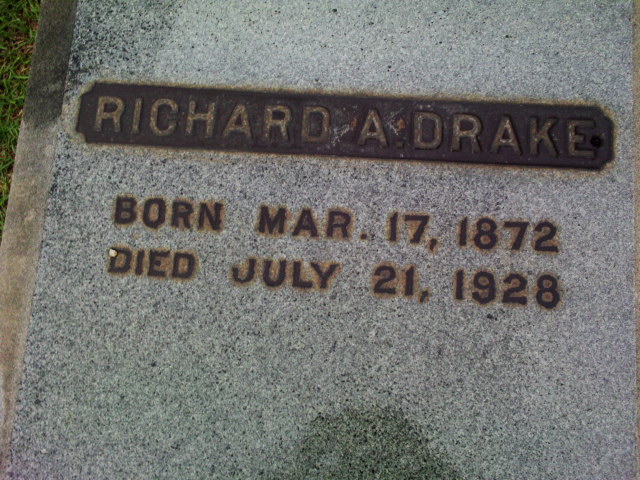 RICHARD A. DRAKE
BORN MAR. 17, 1872
DIED JULY 21, 1928